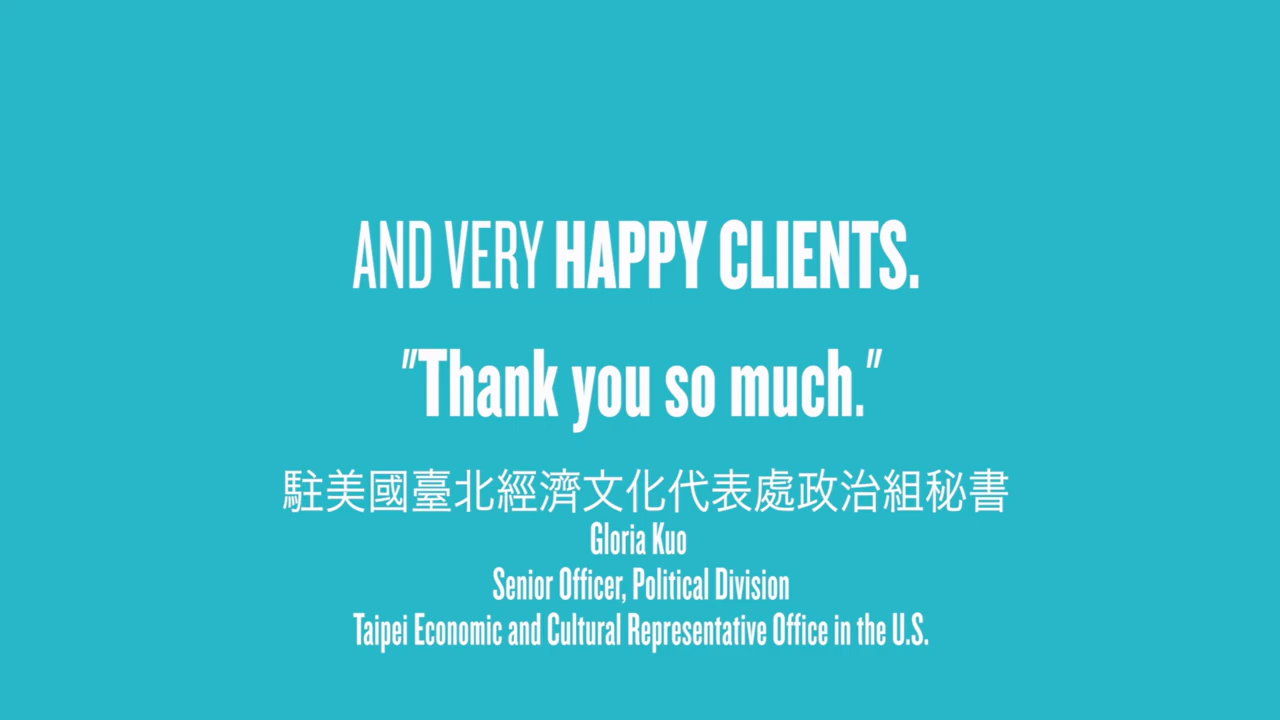 AND VERY HAPPY CLIENTS.
"Thank you so much."
駐美國臺北經濟文化代表處政治組秘書
Gloria Kuo
Senior Officer, Political Division
Taipei Economic and Cultural Representative Office in the U.S.